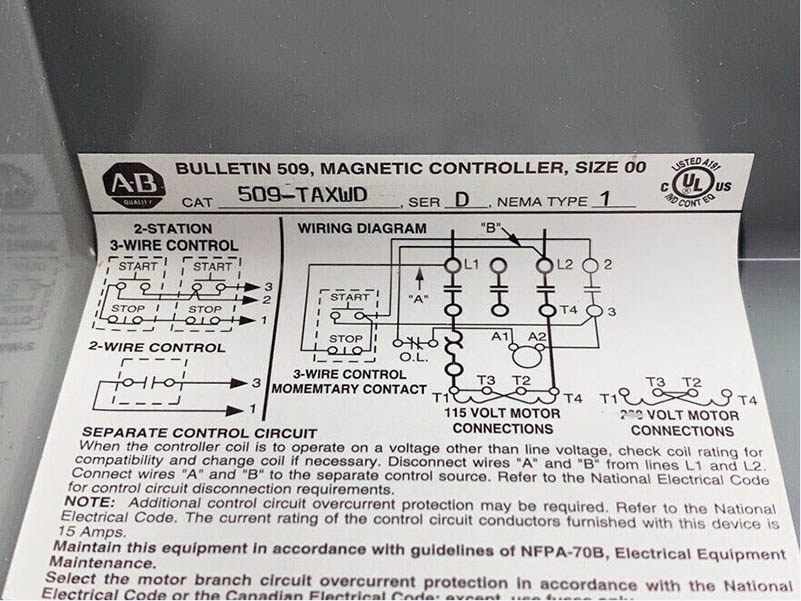 A-B
QUALITY
BULLETIN 509, MAGNETIC CONTROLLER, SIZE 00
CAT 509-TAXWD , SER D , NEMA TYPE 1
LISTED A191
C UL US
IND CONT EQ
2-STATION
3-WIRE CONTROL
START START
STOP STOP
3
2
1
2-WIRE CONTROL
3
1
WIRING DIAGRAM
"B"
L1 L2 2
"A"
START
STOP
O.L.
T4 3
A1 A2
3-WIRE CONTROL
MOMEMTARY CONTACT
T1 T3 T2 T4
115 VOLT MOTOR
CONNECTIONS
T1 T3 T2 T4
VOLT MOTOR
CONNECTIONS
SEPARATE CONTROL CIRCUIT
When the controller coil is to operate on a voltage other than line voltage, check coil rating for
compatibility and change coil if necessary. Disconnect wires "A" and "B" from lines L1 and L2.
Connect wires "A" and "B" to the separate control source. Refer to the National Electrical Code
for control circuit disconnection requirements.
NOTE: Additional control circuit overcurrent protection may be required. Refer to the National
Electrical Code. The current rating of the control circuit conductors furnished with this device is
15 Amps.
Maintain this equipment in accordance with guidelines of NFPA-70B, Electrical Equipment
Maintenance.
Select the motor branch circuit overcurrent protection in accordance with the National
Electrical Code or the Canadian Electrical Code; except, use fuses only